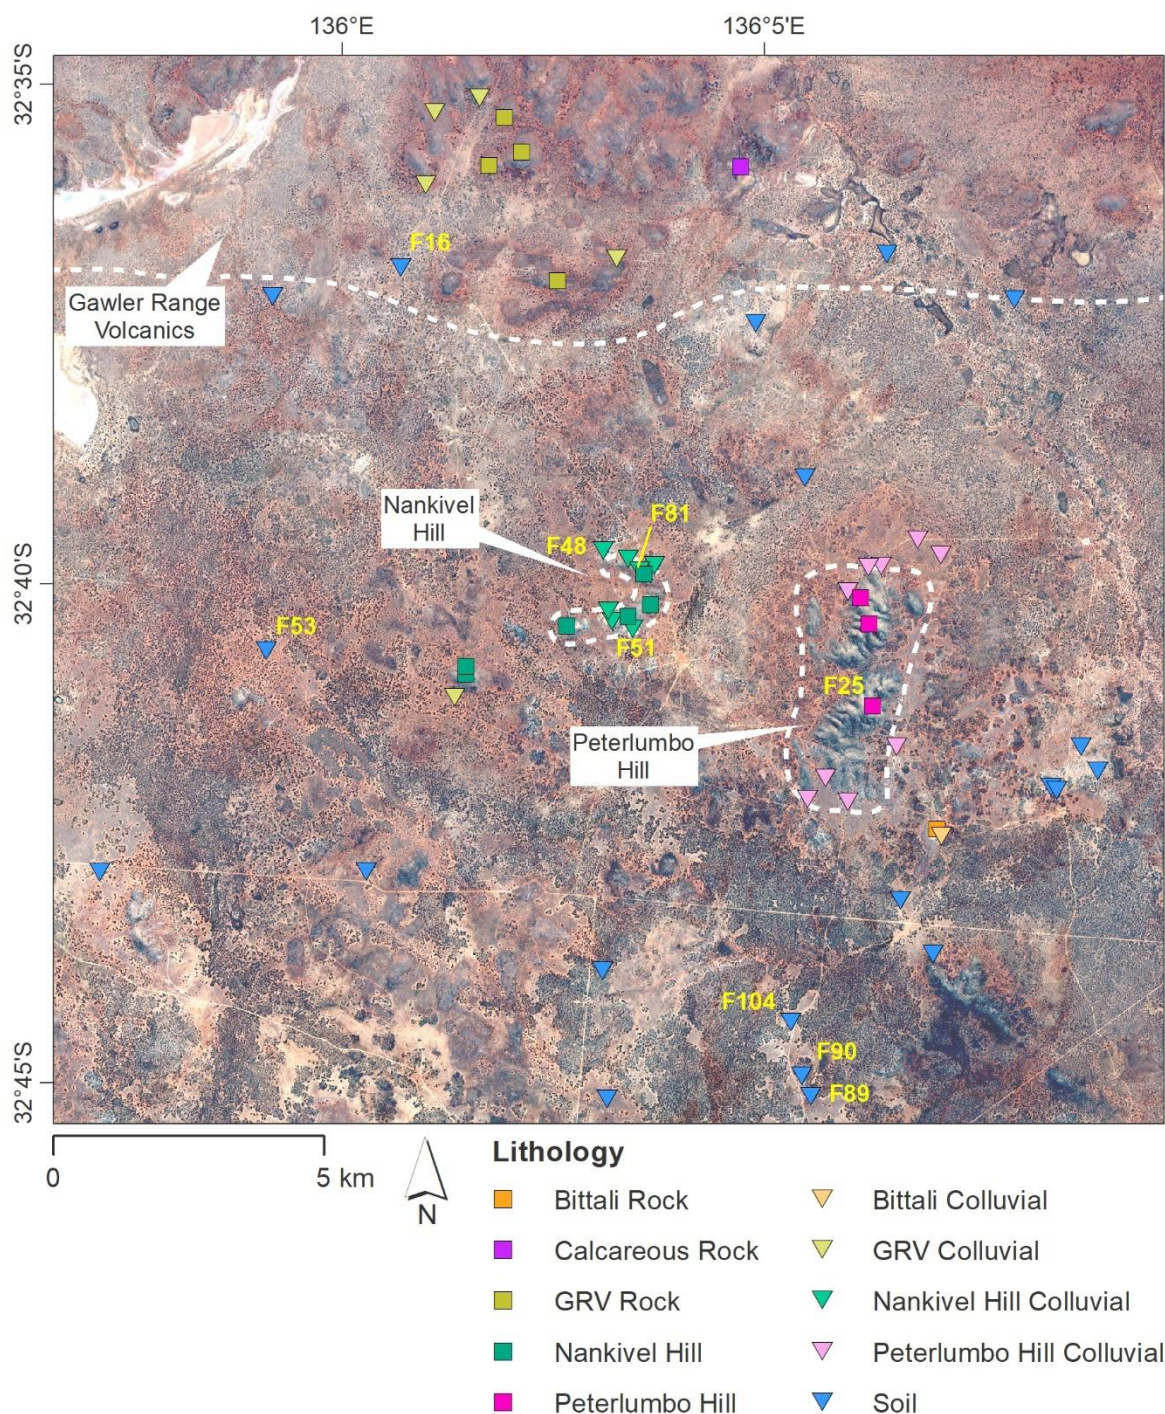 136°E
136°5'E
32°35'S
F16
Gawler Range
Volcanics
Nankivel
Hill
F81
F48
32°40'S
F53
F51
F25
Peterlumbo
Hill
F104
F90
32°45'S
F89
0
5 km
N
Lithology
Bittali Rock
Bittali Colluvial
Calcareous Rock
GRV Colluvial
GRV Rock
Nankivel Hill Colluvial
Nankivel Hill
Peterlumbo Hill Colluvial
Peterlumbo Hill
Soil